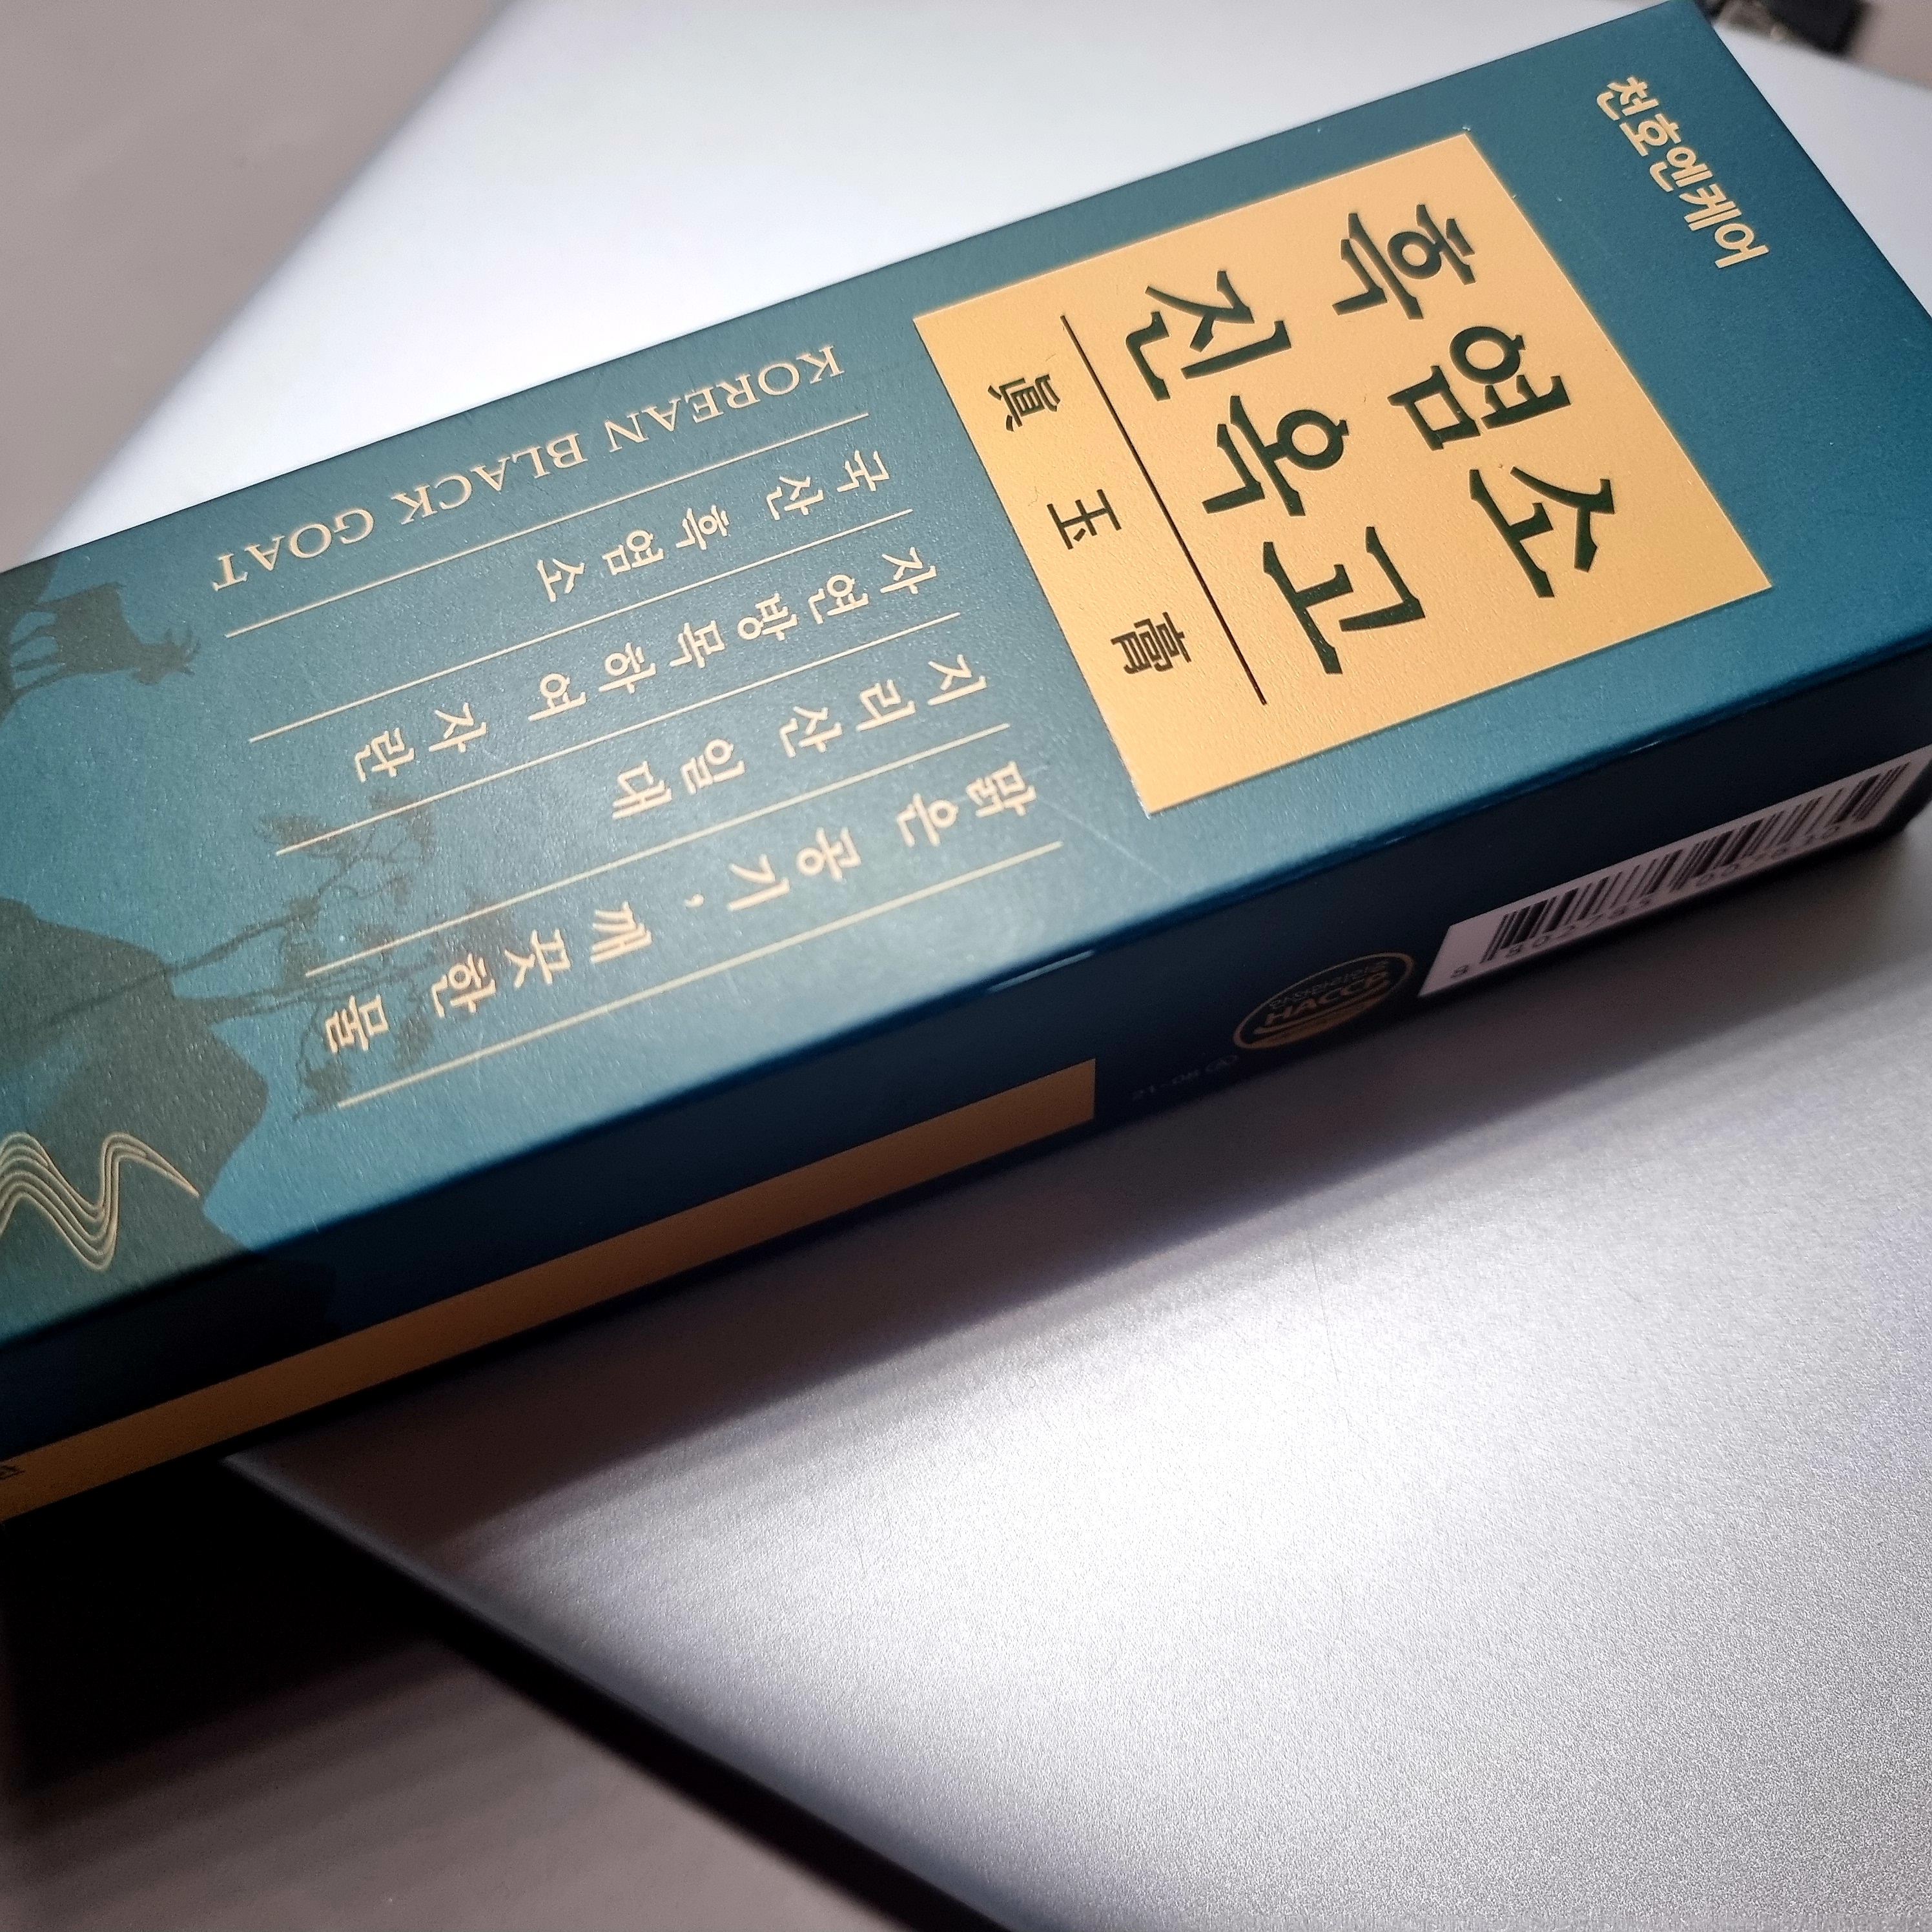 천호엔케어
흑염소
진옥고
眞玉膏
맑은 공기, 깨끗한 물
지리산 일대
자연방목하여 자란
국산 흑염소
KOREAN BLACK GOAT
HACCP